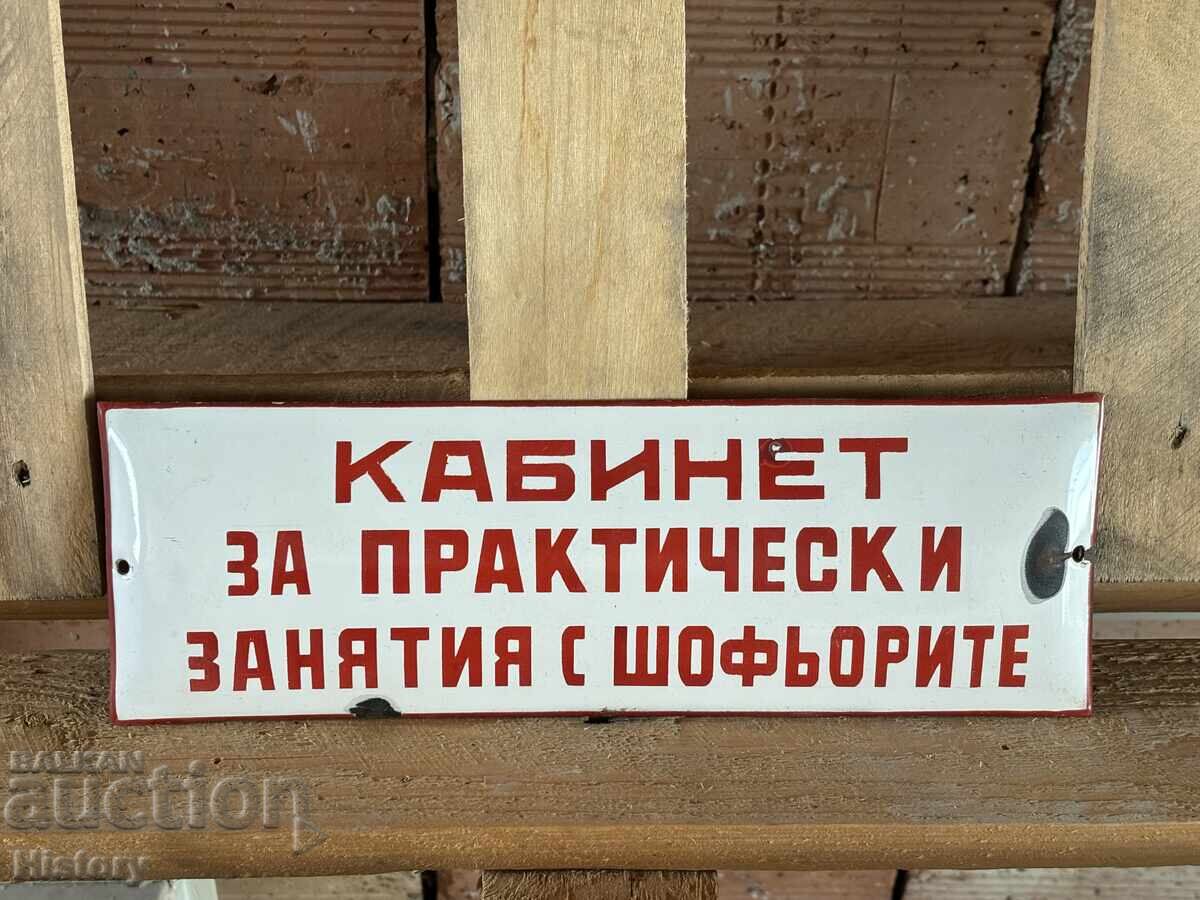 КАБИНЕТ
ЗА ПРАКТИЧЕСКИ
ЗАНЯТИЯ С ШОФЬОРИТЕ
BALKAN
auction
History